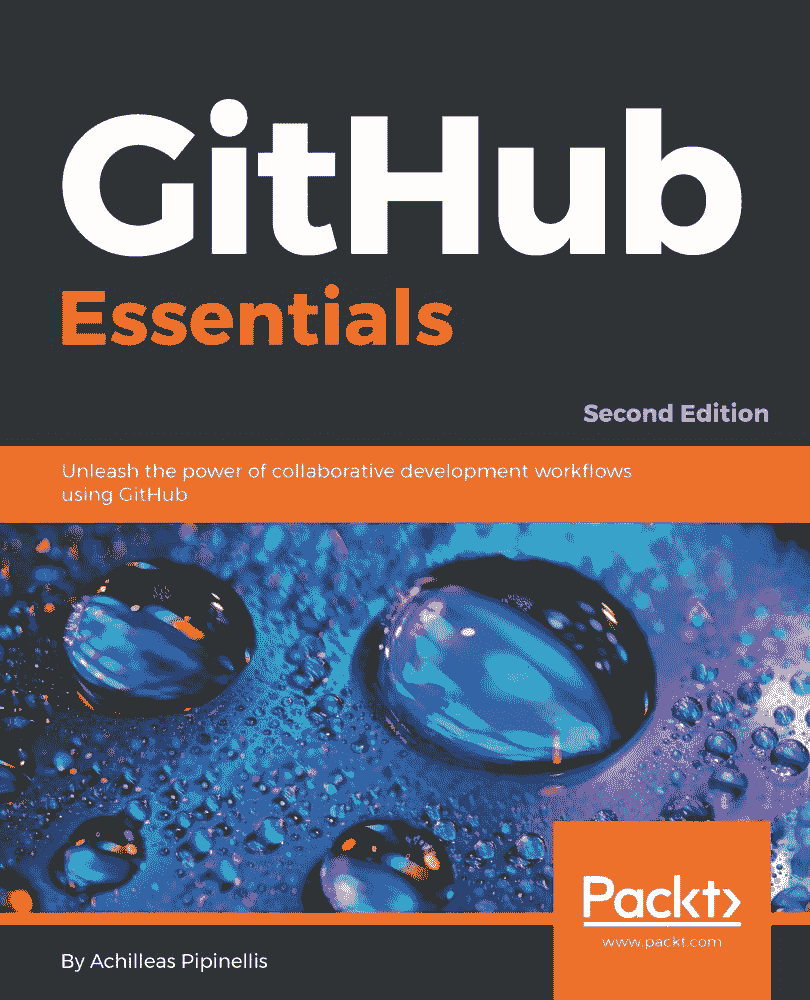 GitHub
Essentials
Second Edition
Unleash the power of collaborative development workflows
using GitHub
Packt>
www.packt.com
By Achilleas Pipinellis